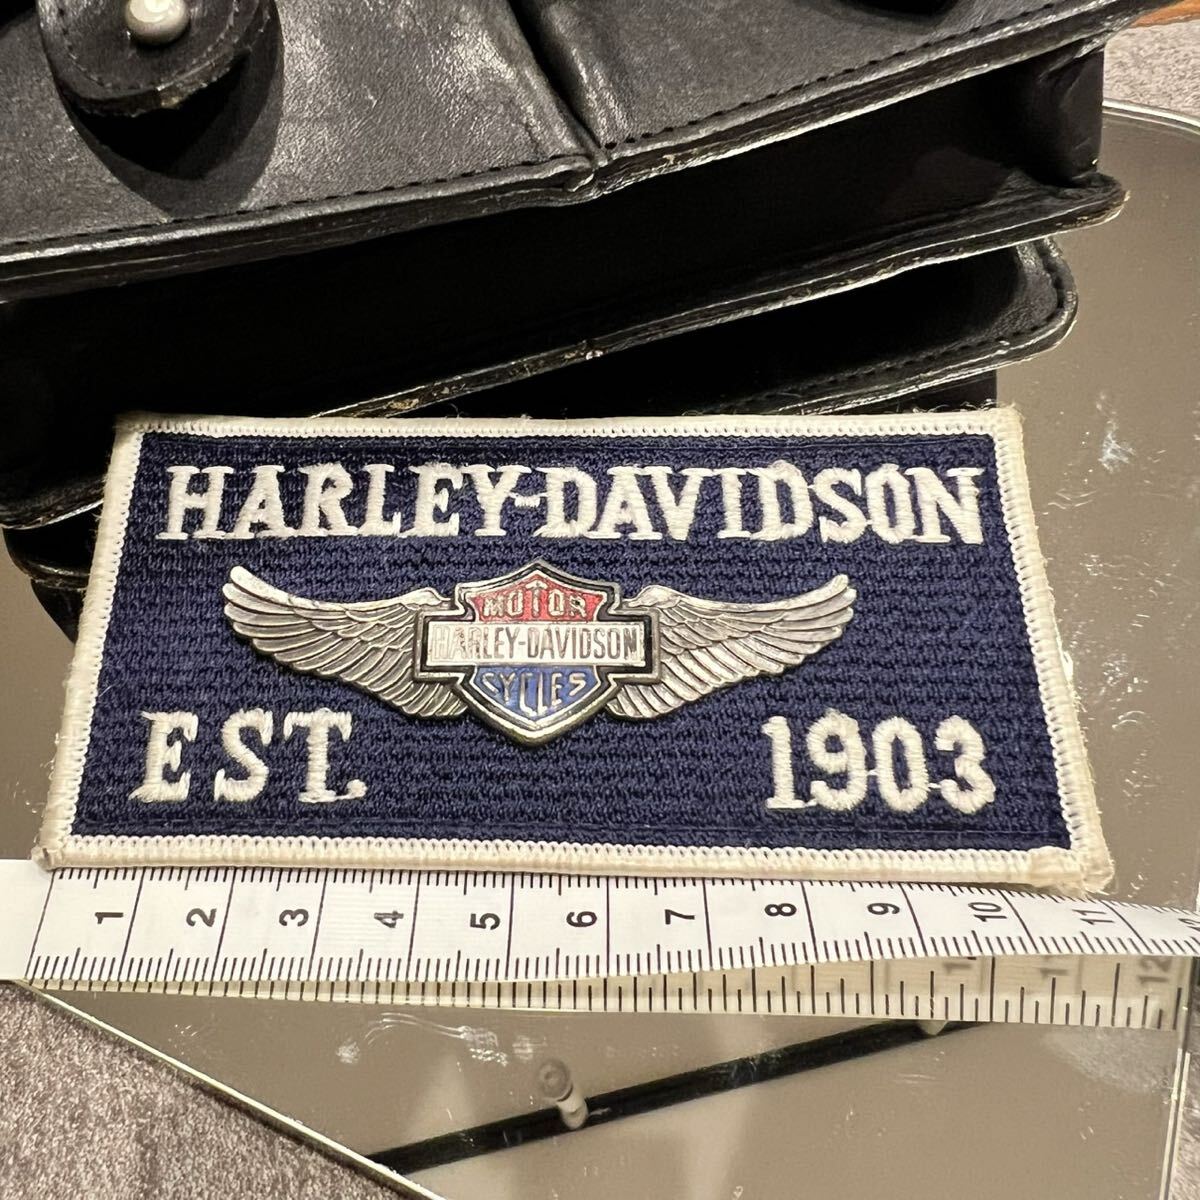 HARLEY-DAVIDSON
MOTOR
HARLEY-DAVIDSON
CYCLES
EST. 1903
1 2 3 4 5 6 7 8 9 10 11